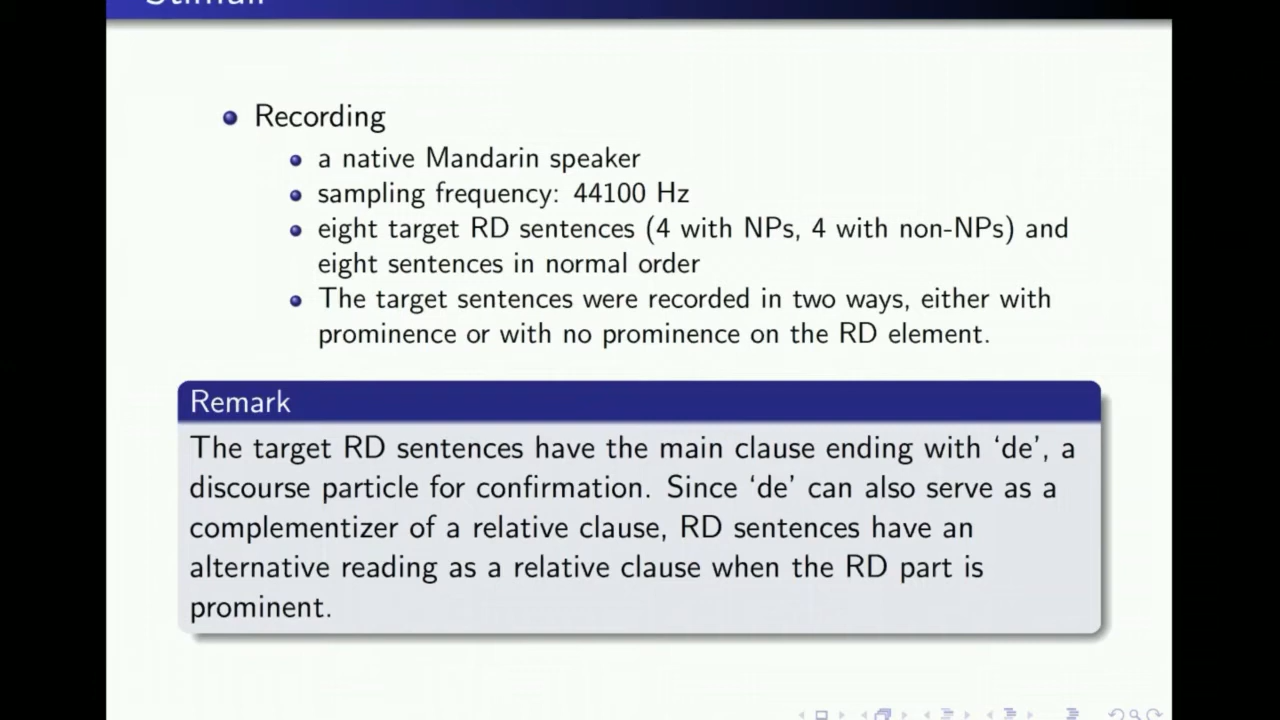 Stimuli
Recording
a native Mandarin speaker
sampling frequency: 44100 Hz
eight target RD sentences (4 with NPs, 4 with non-NPs) and
eight sentences in normal order
The target sentences were recorded in two ways, either with
prominence or with no prominence on the RD element.
Remark
The target RD sentences have the main clause ending with ‘de’, a
discourse particle for confirmation. Since ‘de’ can also serve as a
complementizer of a relative clause, RD sentences have an
alternative reading as a relative clause when the RD part is
prominent.